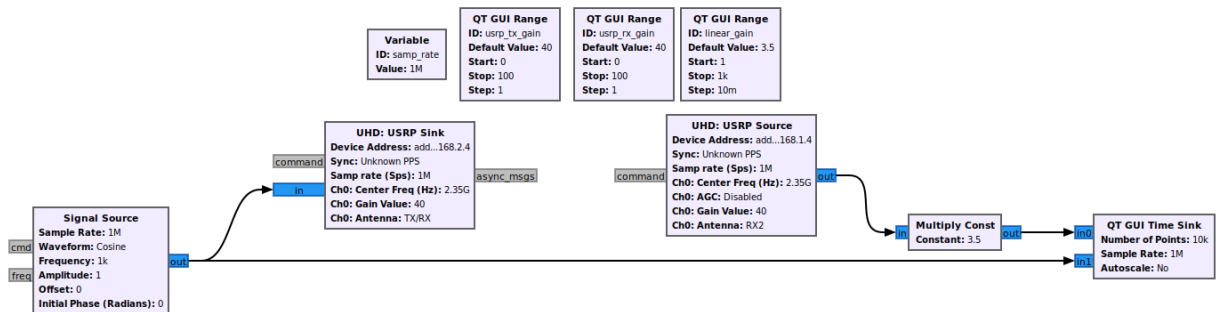 Variable
ID: samp_rate
Value: 1M
QT GUI Range
ID: usrp_tx_gain
Default Value: 40
Start: 0
Stop: 100
Step: 1
QT GUI Range
ID: usrp_rx_gain
Default Value: 40
Start: 0
Stop: 100
Step: 1
QT GUI Range
ID: linear_gain
Default Value: 3.5
Start: 1
Stop: 1k
Step: 10m
UHD: USRP Sink
Device Address: add...168.2.4
Sync: Unknown PPS
Samp rate (Sps): 1M
Ch0: Center Freq (Hz): 2.35G
Ch0: Gain Value: 40
Ch0: Antenna: TX/RX
command
in
async_msgs
UHD: USRP Source
Device Address: add...168.1.4
Sync: Unknown PPS
Samp rate (Sps): 1M
Ch0: Center Freq (Hz): 2.35G
Ch0: AGC: Disabled
Ch0: Gain Value: 40
Ch0: Antenna: RX2
command
out
Signal Source
Sample Rate: 1M
Waveform: Cosine
Frequency: 1k
Amplitude: 1
Offset: 0
Initial Phase (Radians): 0
cmd
freq
out
Multiply Const
Constant: 3.5
in
out
QT GUI Time Sink
Number of Points: 10k
Sample Rate: 1M
Autoscale: No
in0
in1